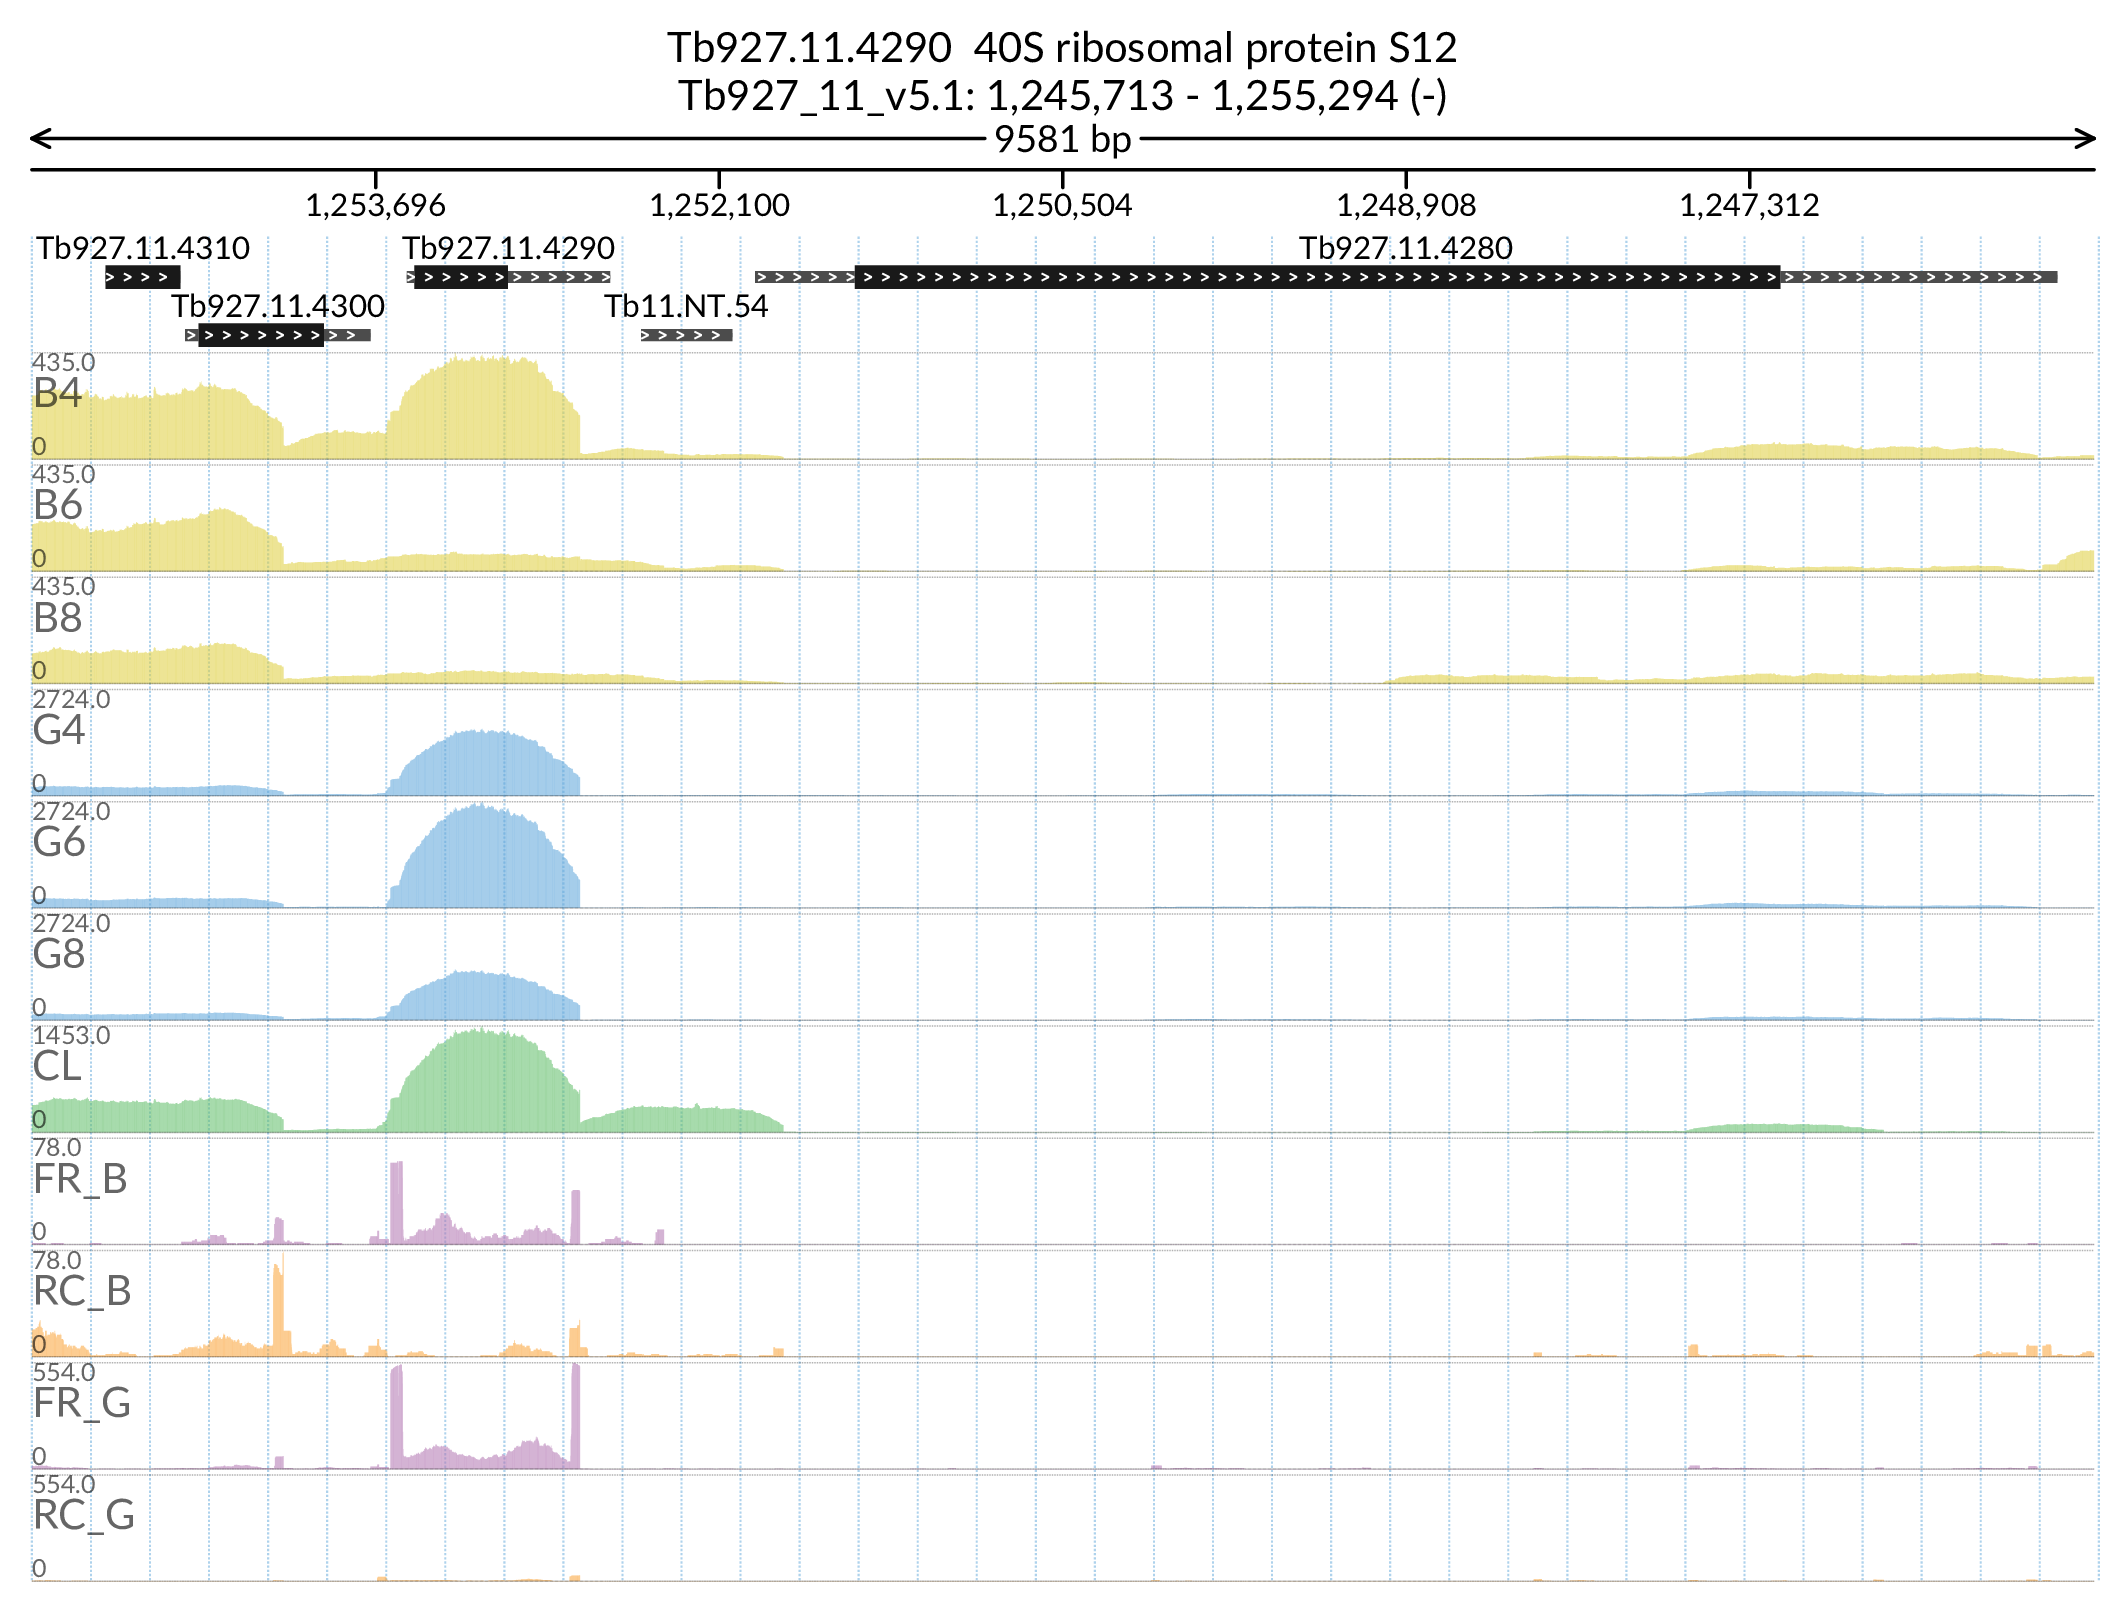 Tb927.11.4290  40S ribosomal protein S12
Tb927_11_v5.1: 1,245,713 - 1,255,294 (-)
9581 bp
1,253,696 1,252,100 1,250,504 1,248,908 1,247,312
Tb927.11.4310 Tb927.11.4290 Tb927.11.4280
Tb927.11.4300 Tb11.NT.54
435.0
B4
0
435.0
B6
0
435.0
B8
0
2724.0
G4
0
2724.0
G6
0
2724.0
G8
0
1453.0
CL
0
78.0
FR_B
0
78.0
RC_B
0
554.0
FR_G
0
554.0
RC_G
0